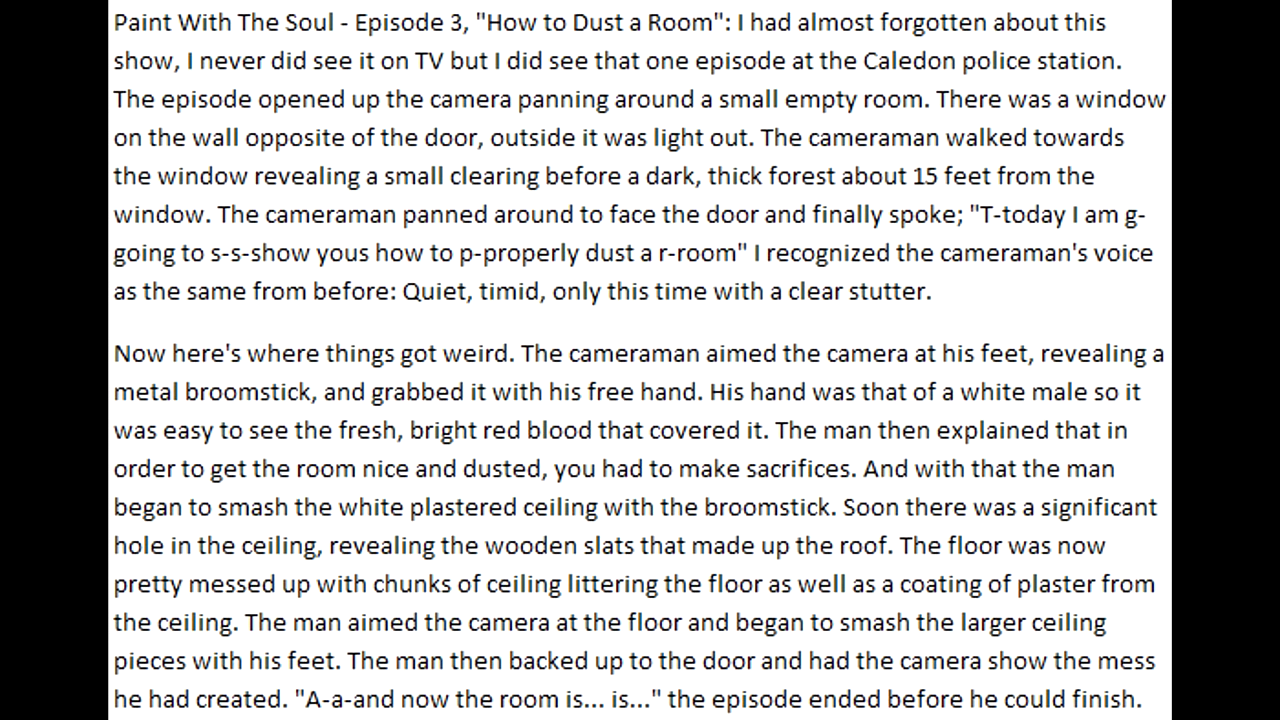 Paint With The Soul - Episode 3, "How to Dust a Room": I had almost forgotten about this
show, I never did see it on TV but I did see that one episode at the Caledon police station.
The episode opened up the camera panning around a small empty room. There was a window
on the wall opposite of the door, outside it was light out. The cameraman walked towards
the window revealing a small clearing before a dark, thick forest about 15 feet from the
window. The cameraman panned around to face the door and finally spoke; "T-today I am g-
going to s-s-show yous how to p-properly dust a r-room" I recognized the cameraman's voice
as the same from before: Quiet, timid, only this time with a clear stutter.
Now here's where things got weird. The cameraman aimed the camera at his feet, revealing a
metal broomstick, and grabbed it with his free hand. His hand was that of a white male so it
was easy to see the fresh, bright red blood that covered it. The man then explained that in
order to get the room nice and dusted, you had to make sacrifices. And with that the man
began to smash the white plastered ceiling with the broomstick. Soon there was a significant
hole in the ceiling, revealing the wooden slats that made up the roof. The floor was now
pretty messed up with chunks of ceiling littering the floor as well as a coating of plaster from
the ceiling. The man aimed the camera at the floor and began to smash the larger ceiling
pieces with his feet. The man then backed up to the door and had the camera show the mess
he had created. "A-a-and now the room is... is..." the episode ended before he could finish.